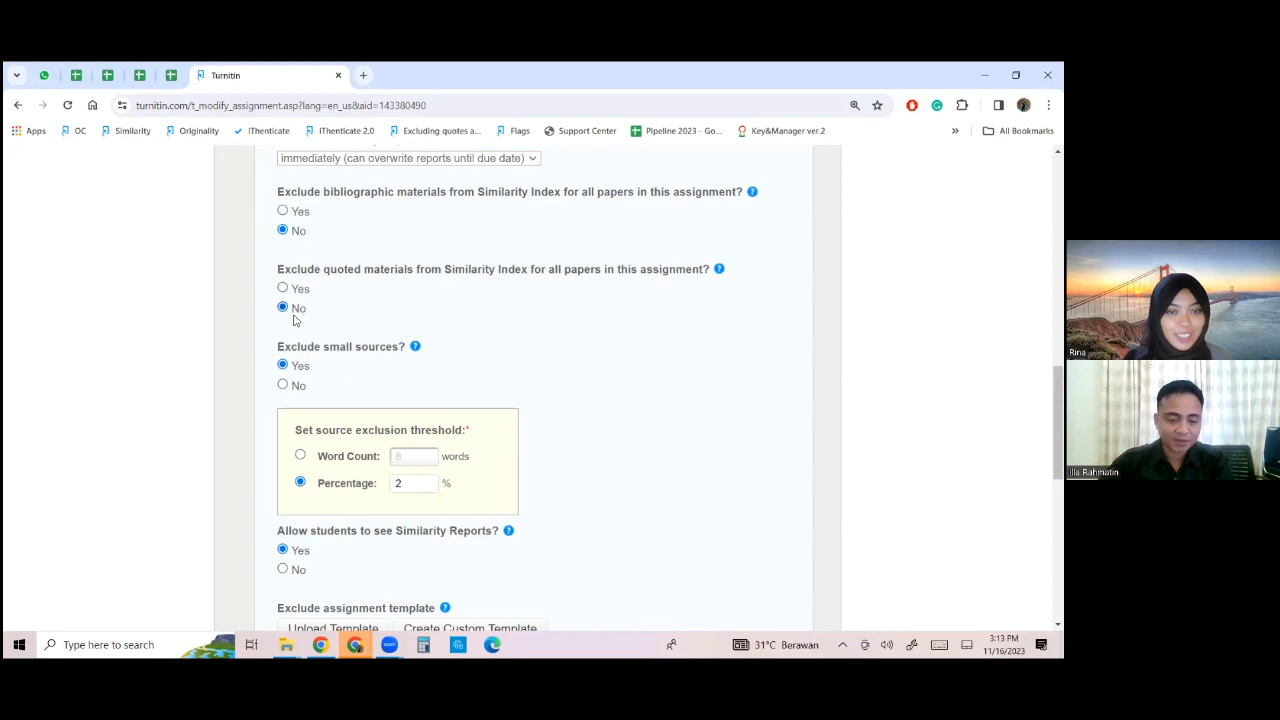 Turnitin
turnitin.com/t_modify_assignment.asp?lang=en_us&aid=143380490
Apps OC Similarity Originality iThenticate iThenticate 2.0 Excluding quotes a... Flags Support Center Pipeline 2023 - Go... Key&Manager ver.2 » All Bookmarks
immediately (can overwrite reports until due date)
Exclude bibliographic materials from Similarity Index for all papers in this assignment? ?
Yes
No
Exclude quoted materials from Similarity Index for all papers in this assignment? ?
Yes
No
Exclude small sources? ?
Yes
No
Set source exclusion threshold:*
Word Count: 8 words
Percentage: 2 %
Allow students to see Similarity Reports? ?
Yes
No
Exclude assignment template ?
Upload Template Create Custom Template
Type here to search
31°C Berawan
3:13 PM
11/16/2023
Rina
Illa Rahmatin